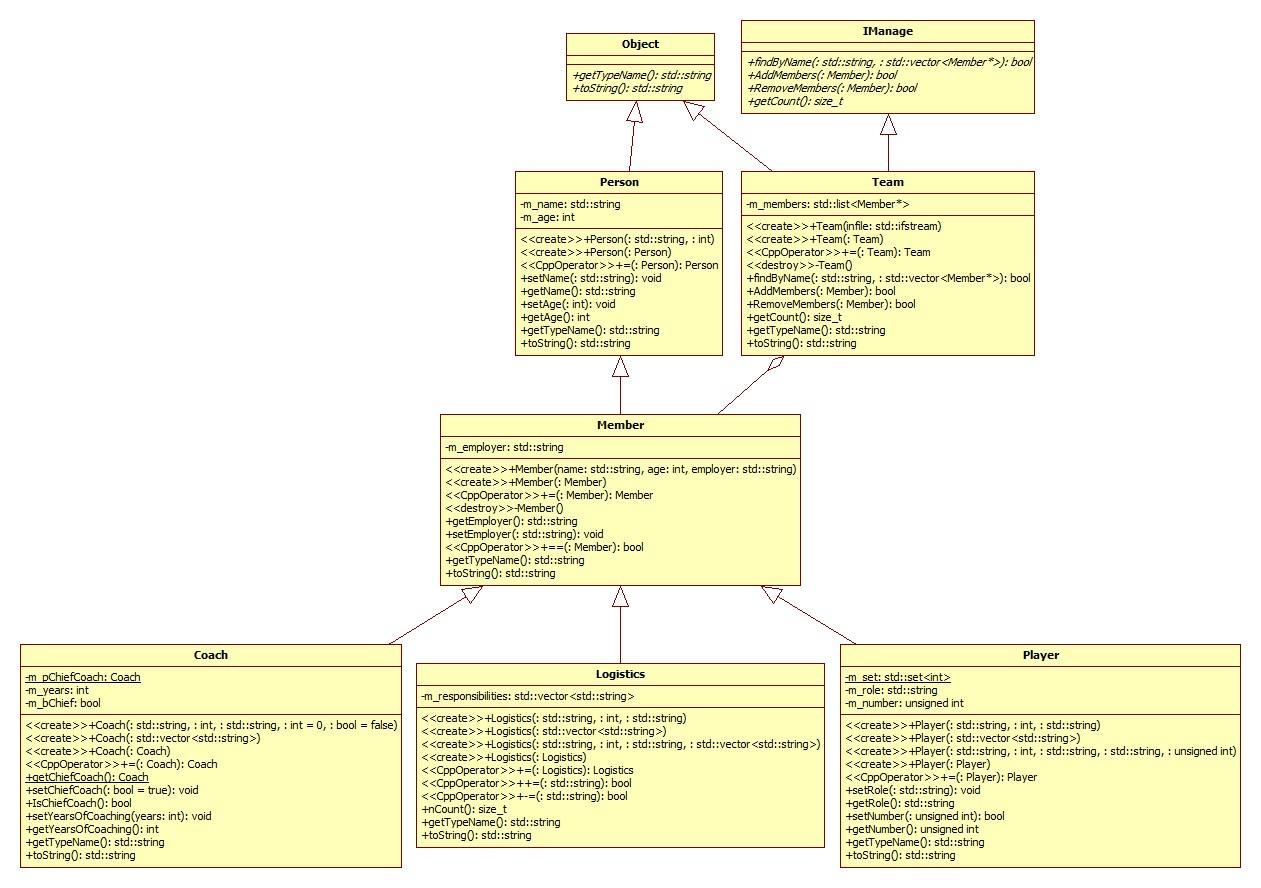 Object
+getTypeName(): std::string
+toString(): std::string
IManage
+findByName(: std::string, : std::vector<Member*>): bool
+AddMembers(: Member): bool
+RemoveMembers(: Member): bool
+getCount(): size_t
Person
-m_name: std::string
-m_age: int
<<create>>+Person(: std::string, : int)
<<create>>+Person(: Person)
<<CppOperator>>+=(: Person): Person
+setName(: std::string): void
+getName(): std::string
+setAge(: int): void
+getAge(): int
+getTypeName(): std::string
+toString(): std::string
Team
-m_members: std::list<Member*>
<<create>>+Team(infile: std::ifstream)
<<create>>+Team(: Team)
<<CppOperator>>+=(: Team): Team
<<destroy>>-Team()
+findByName(: std::string, : std::vector<Member*>): bool
+AddMembers(: Member): bool
+RemoveMembers(: Member): bool
+getCount(): size_t
+getTypeName(): std::string
+toString(): std::string
Member
-m_employer: std::string
<<create>>+Member(name: std::string, age: int, employer: std::string)
<<create>>+Member(: Member)
<<CppOperator>>+=(: Member): Member
<<destroy>>-Member()
+getEmployer(): std::string
+setEmployer(: std::string): void
<<CppOperator>>+==(: Member): bool
+getTypeName(): std::string
+toString(): std::string
Coach
-m_pChiefCoach: Coach
-m_years: int
-m_bChief: bool
<<create>>+Coach(: std::string, : int, : std::string, : int = 0, : bool = false)
<<create>>+Coach(: std::vector<std::string>)
<<create>>+Coach(: Coach)
<<CppOperator>>+=(: Coach): Coach
+getChiefCoach(): Coach
+setChiefCoach(: bool = true): void
+IsChiefCoach(): bool
+setYearsOfCoaching(years: int): void
+getYearsOfCoaching(): int
+getTypeName(): std::string
+toString(): std::string
Logistics
-m_responsibilities: std::vector<std::string>
<<create>>+Logistics(: std::string, : int, : std::string)
<<create>>+Logistics(: std::vector<std::string>)
<<create>>+Logistics(: std::string, : int, : std::string, : std::vector<std::string>)
<<create>>+Logistics(: Logistics)
<<CppOperator>>+=(: Logistics): Logistics
<<CppOperator>>++=(: std::string): bool
<<CppOperator>>+-=(: std::string): bool
+nCount(): size_t
+getTypeName(): std::string
+toString(): std::string
Player
-m_set: std::set<int>
-m_role: std::string
-m_number: unsigned int
<<create>>+Player(: std::string, : int, : std::string)
<<create>>+Player(: std::vector<std::string>)
<<create>>+Player(: std::string, : int, : std::string, : std::string, : unsigned int)
<<create>>+Player(: Player)
<<CppOperator>>+=(: Player): Player
+setRole(: std::string): void
+getRole(): std::string
+setNumber(: unsigned int): bool
+getNumber(): unsigned int
+getTypeName(): std::string
+toString(): std::string